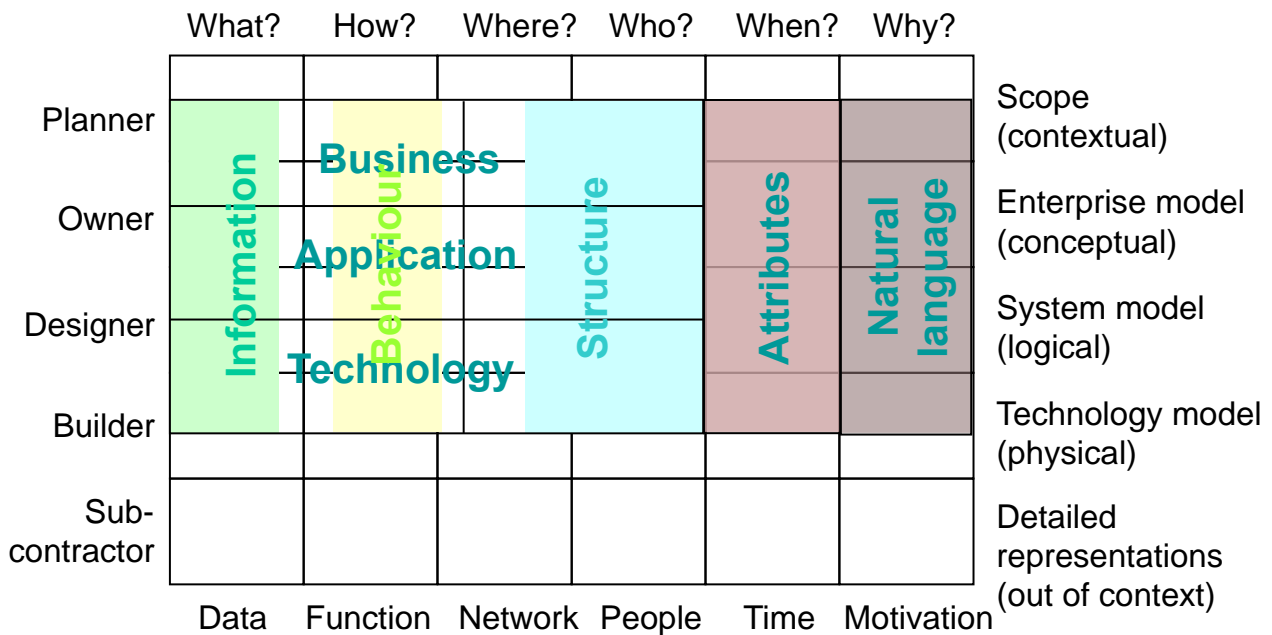 What? How? Where? Who? When? Why?
Planner
Owner
Designer
Builder
Sub-
contractor
Information
Behaviour
Business
Application
Technology
Structure
Attributes
Natural
language
Scope
(contextual)
Enterprise model
(conceptual)
System model
(logical)
Technology model
(physical)
Detailed
representations
(out of context)
Data Function Network People Time Motivation